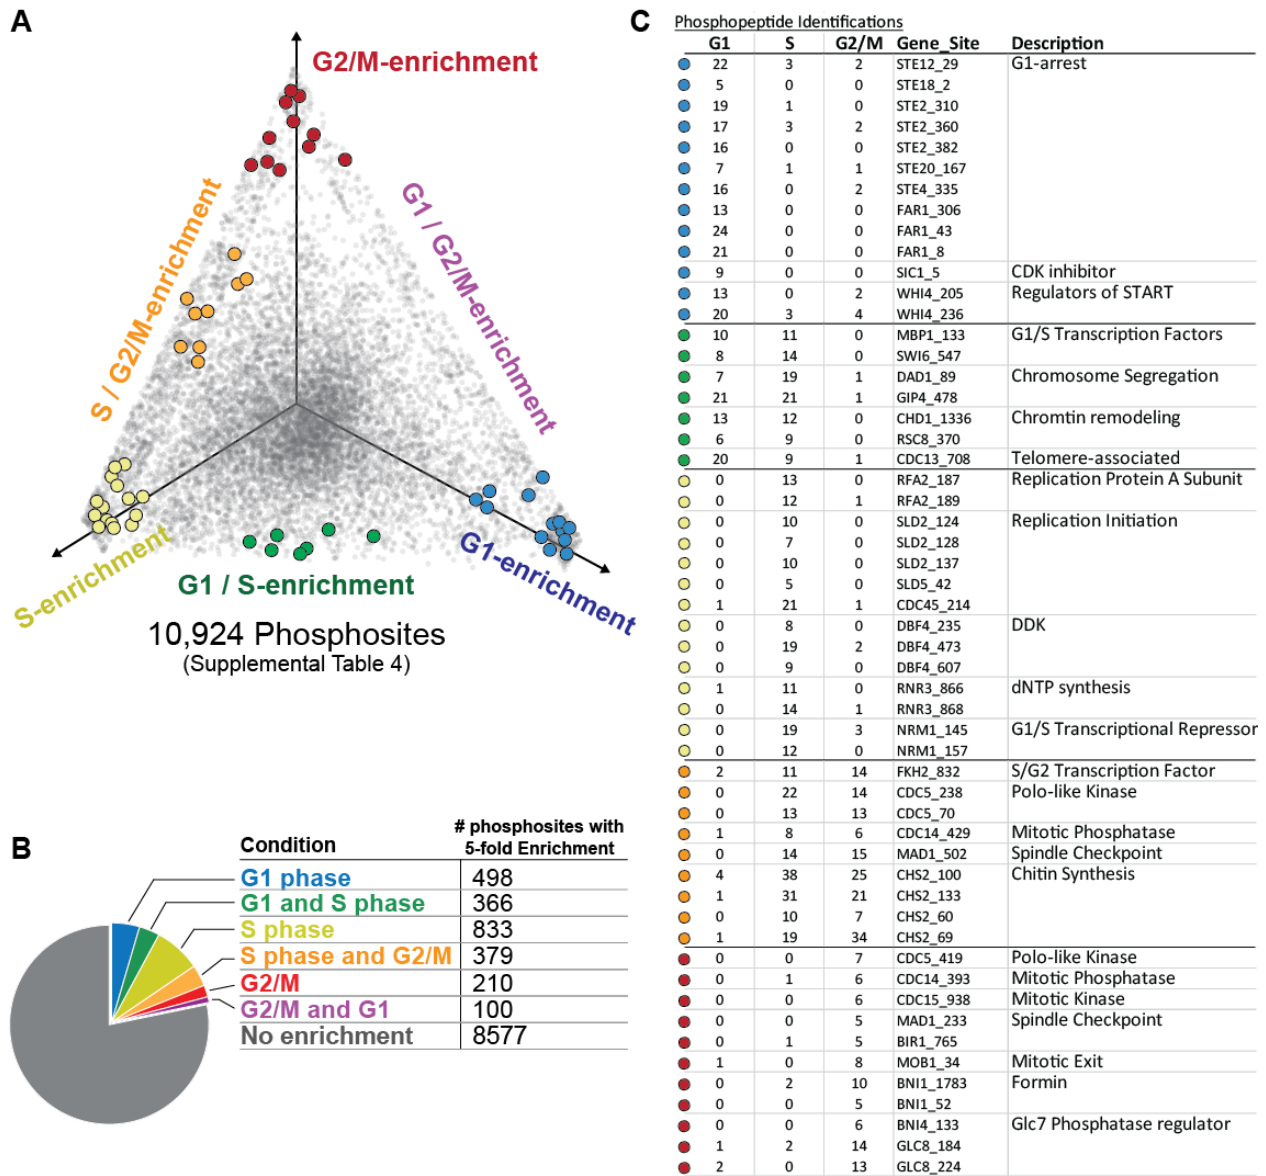 A
G2/M-enrichment
S / G2/M-enrichment
G1 / G2/M-enrichment
S-enrichment
G1 / S-enrichment
G1-enrichment
10,924 Phosphosites
(Supplemental Table 4)
B
Condition # phosphosites with 5-fold Enrichment
G1 phase 498
G1 and S phase 366
S phase 833
S phase and G2/M 379
G2/M 210
G2/M and G1 100
No enrichment 8577
C
Phosphopeptide Identifications
G1 S G2/M Gene_Site Description
22 3 2 STE12_29 G1-arrest
5 0 0 STE18_2
19 1 0 STE2_310
17 3 2 STE2_360
16 0 0 STE2_382
7 1 1 STE20_167
16 0 2 STE4_335
13 0 0 FAR1_306
24 0 0 FAR1_43
21 0 0 FAR1_8
9 0 0 SIC1_5 CDK inhibitor
13 0 2 WHI4_205 Regulators of START
20 3 4 WHI4_236
10 11 0 MBP1_133 G1/S Transcription Factors
8 14 0 SWI6_547
7 19 1 DAD1_89 Chromosome Segregation
21 21 1 GIP4_478
13 12 0 CHD1_1336 Chromtin remodeling
6 9 0 RSC8_370
20 9 1 CDC13_708 Telomere-associated
0 13 0 RFA2_187 Replication Protein A Subunit
0 12 1 RFA2_189
0 10 0 SLD2_124 Replication Initiation
0 7 0 SLD2_128
0 10 0 SLD2_137
0 5 0 SLD5_42
1 21 1 CDC45_214
0 8 0 DBF4_235 DDK
0 19 2 DBF4_473
0 9 0 DBF4_607
1 11 0 RNR3_866 dNTP synthesis
0 14 1 RNR3_868
0 19 3 NRM1_145 G1/S Transcriptional Repressor
0 12 0 NRM1_157
2 11 14 FKH2_832 S/G2 Transcription Factor
0 22 14 CDC5_238 Polo-like Kinase
0 13 13 CDC5_70
1 8 6 CDC14_429 Mitotic Phosphatase
0 14 15 MAD1_502 Spindle Checkpoint
4 38 25 CHS2_100 Chitin Synthesis
1 31 21 CHS2_133
0 10 7 CHS2_60
1 19 34 CHS2_69
0 0 7 CDC5_419 Polo-like Kinase
0 1 6 CDC14_393 Mitotic Phosphatase
0 0 6 CDC15_938 Mitotic Kinase
0 0 5 MAD1_233 Spindle Checkpoint
0 1 5 BIR1_765
1 0 8 MOB1_34 Mitotic Exit
0 2 10 BNI1_1783 Formin
0 0 5 BNI1_52
0 0 6 BNI4_133 Glc7 Phosphatase regulator
1 2 14 GLC8_184
2 0 13 GLC8_224